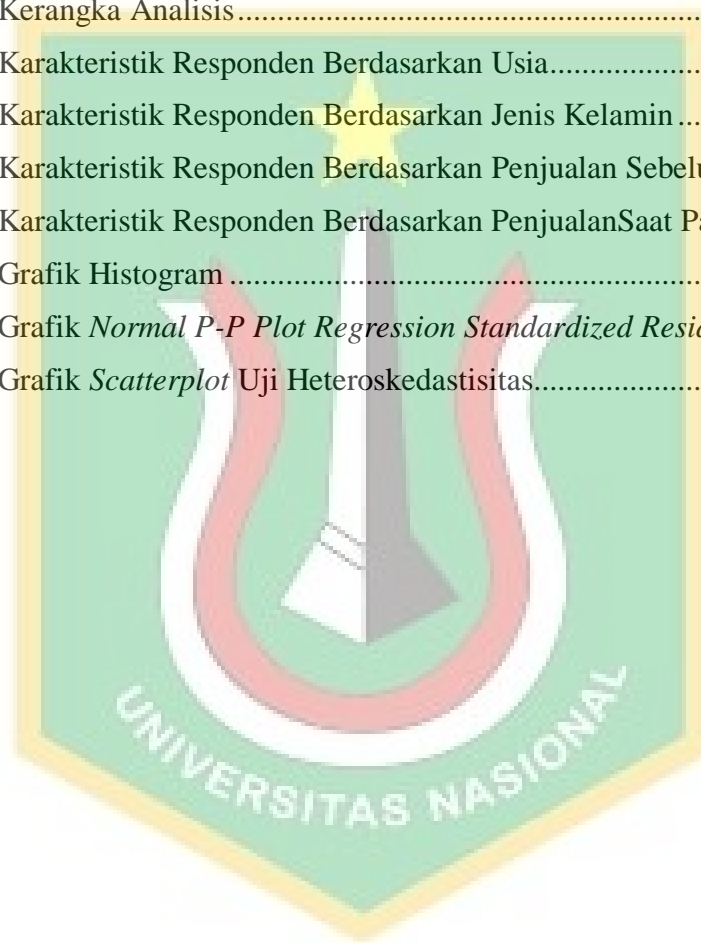 Kerangka Analisis............................................................
Karakteristik Responden Berdasarkan Usia...................
Karakteristik Responden Berdasarkan Jenis Kelamin...
Karakteristik Responden Berdasarkan Penjualan
Karakteristik Responden Berdasarkan PenjualanSaat
Grafik Histogram.............................................................
Grafik Normal P-P Plot Regression Standardized
Grafik Scatterplot Uji Heteroskedastisitas.....................
UNIVERSITAS NASIONAL